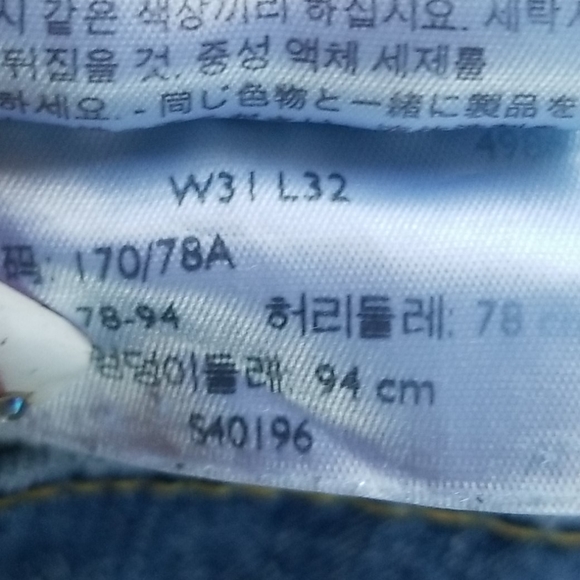 시 같은 색상끼리 하십시오. 세탁
뒤집을 것. 중성 액체 세제를
하세요. - 同じ色物と一緒に製品を
W31 L32
码: 170/78A
78-94 허리둘레: 78
엉덩이둘레: 94 cm
S40196